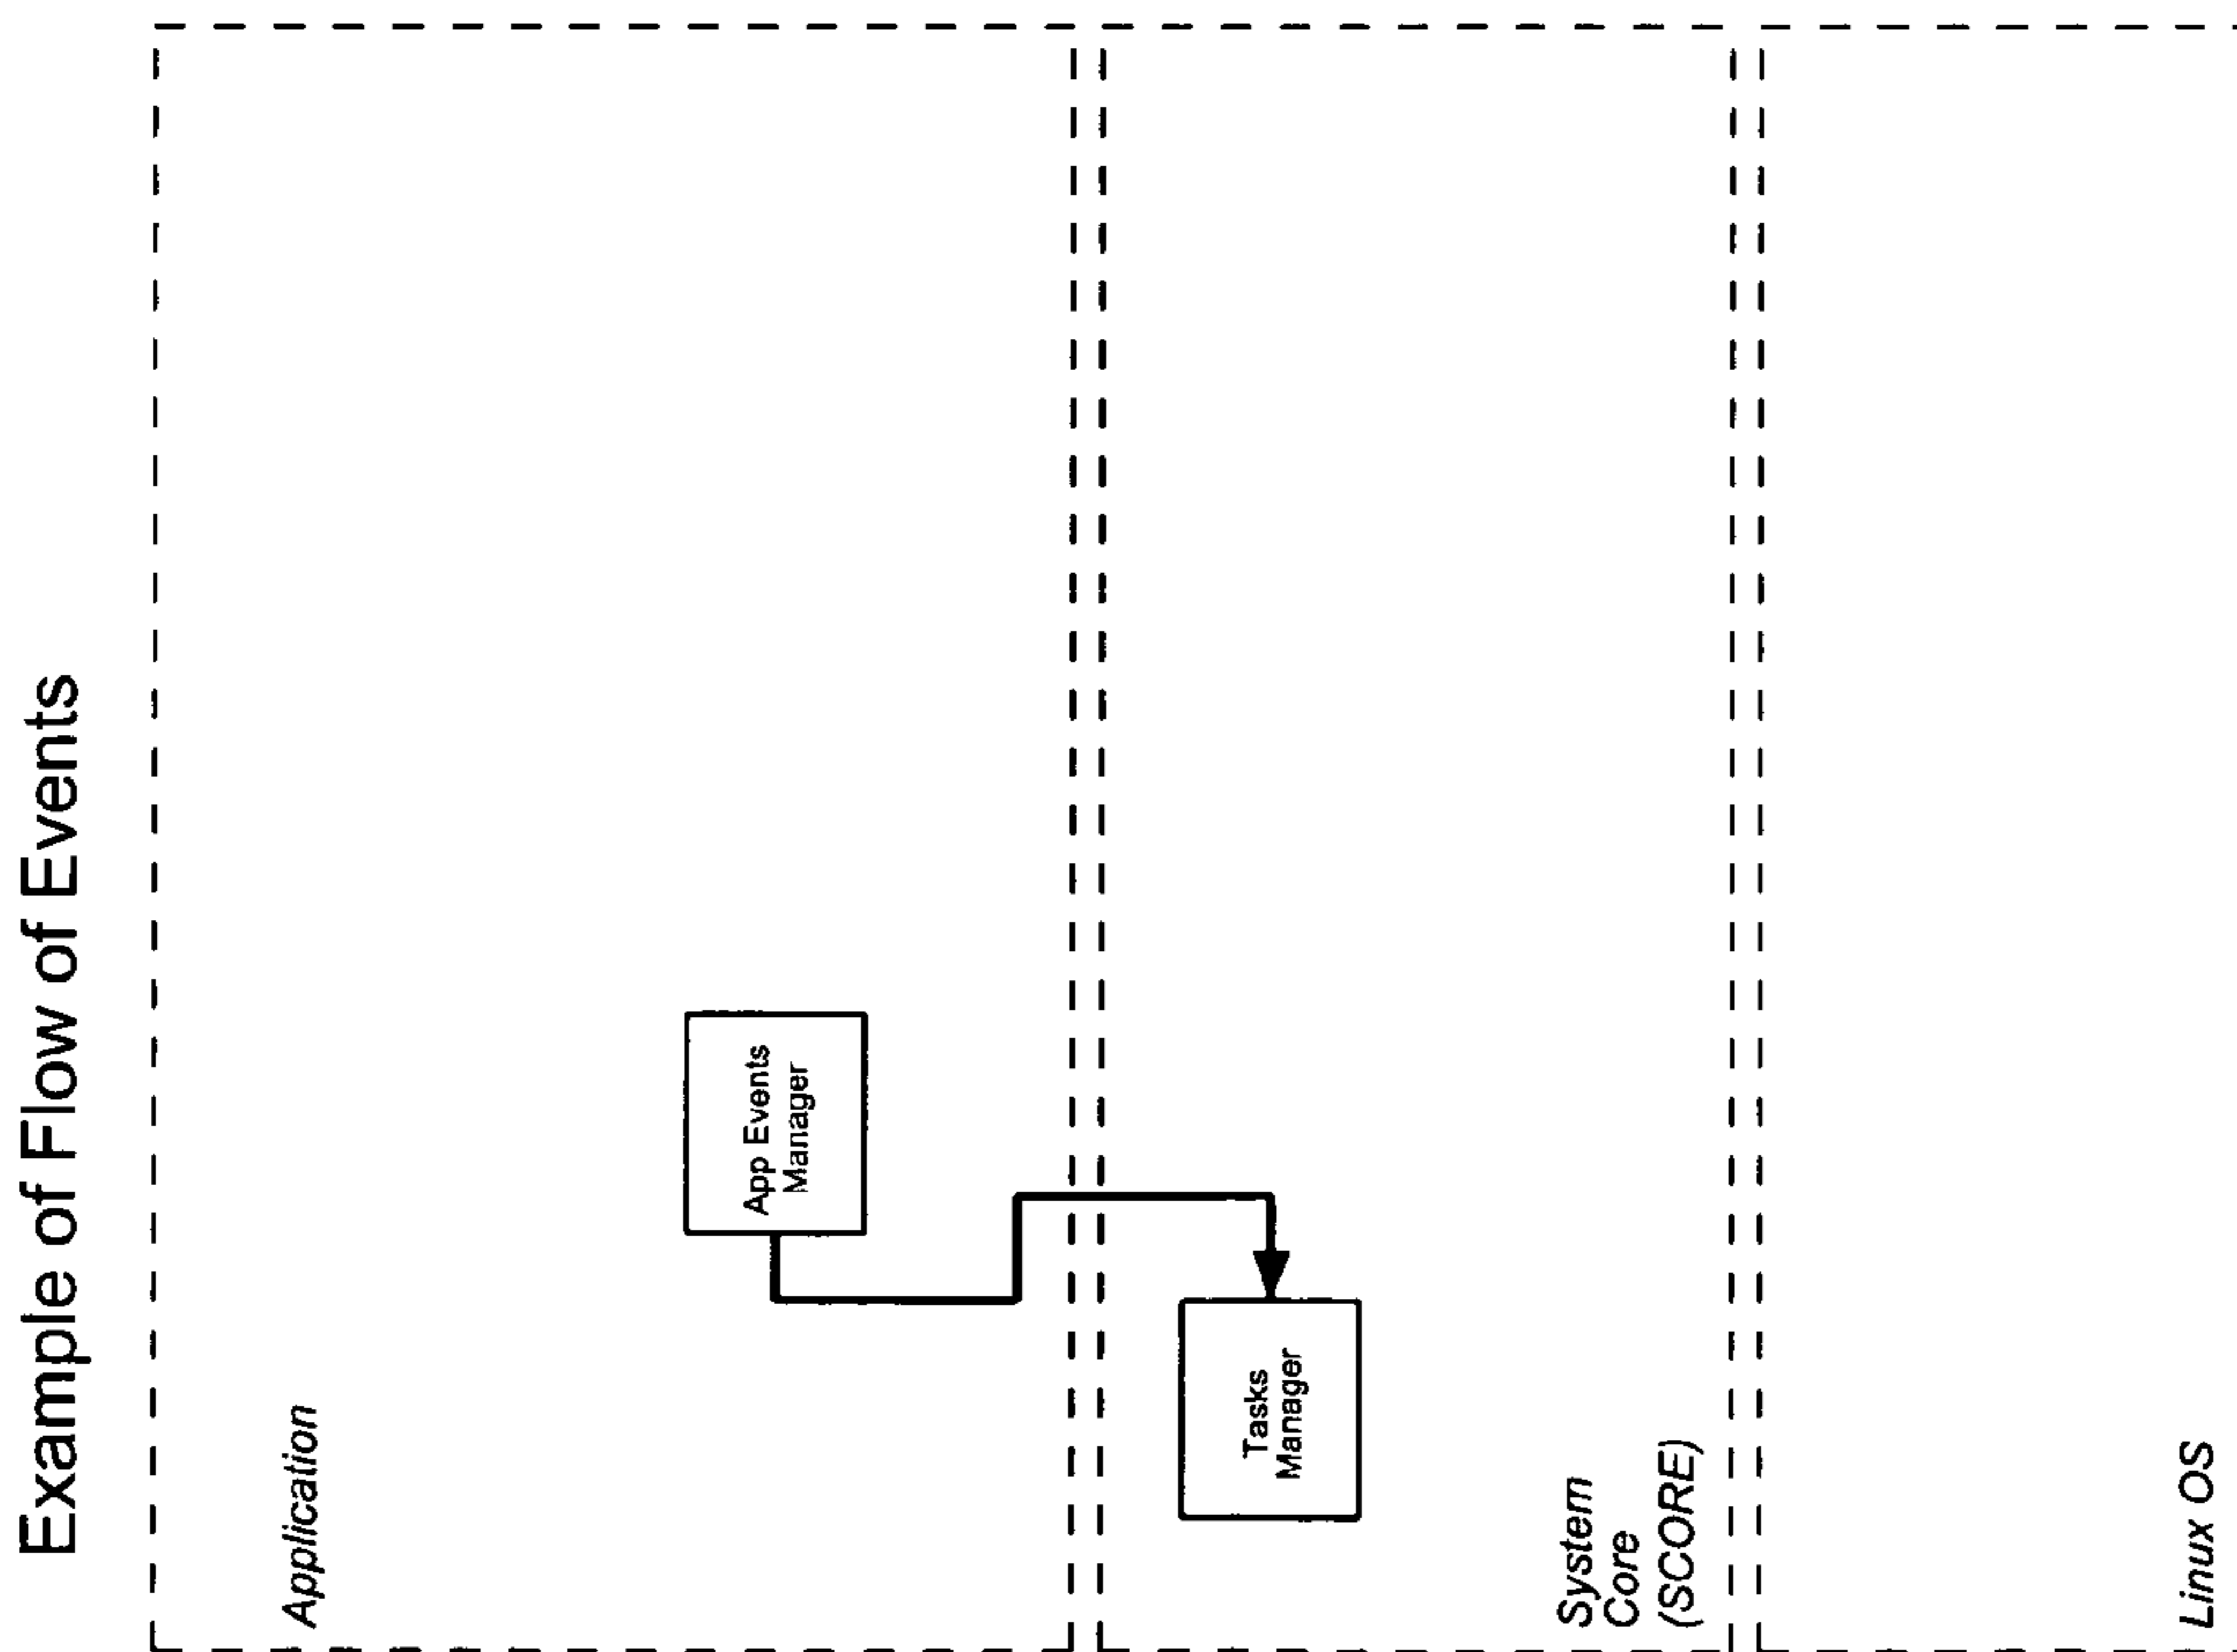 Example of Flow of Events
Application
App Events
Manager
Tasks
Manager
System
Core
(SCORE)
Linux OS